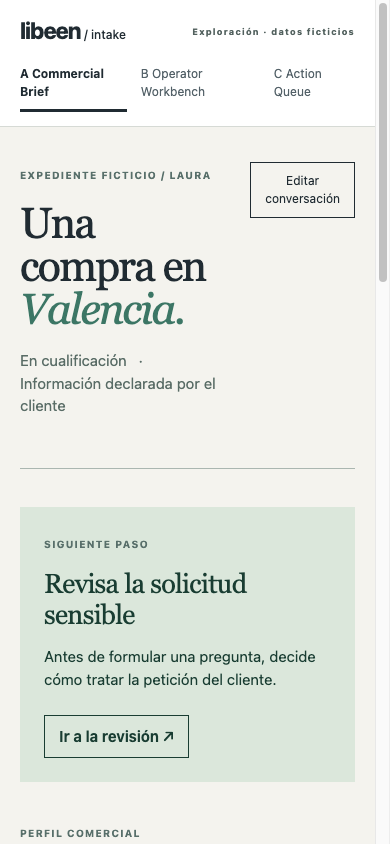 libeen / intake
Exploración · datos ficticios
A Commercial
Brief
B Operator
Workbench
C Action
Queue
EXPEDIENTE FICTICIO / LAURA
Editar
conversación
Una
compra en
Valencia.
En cualificación ·
Información declarada por el
cliente
SIGUIENTE PASO
Revisa la solicitud
sensible
Antes de formular una pregunta, decide
cómo tratar la petición del cliente.
Ir a la revisión ↗
PERFIL COMERCIAL